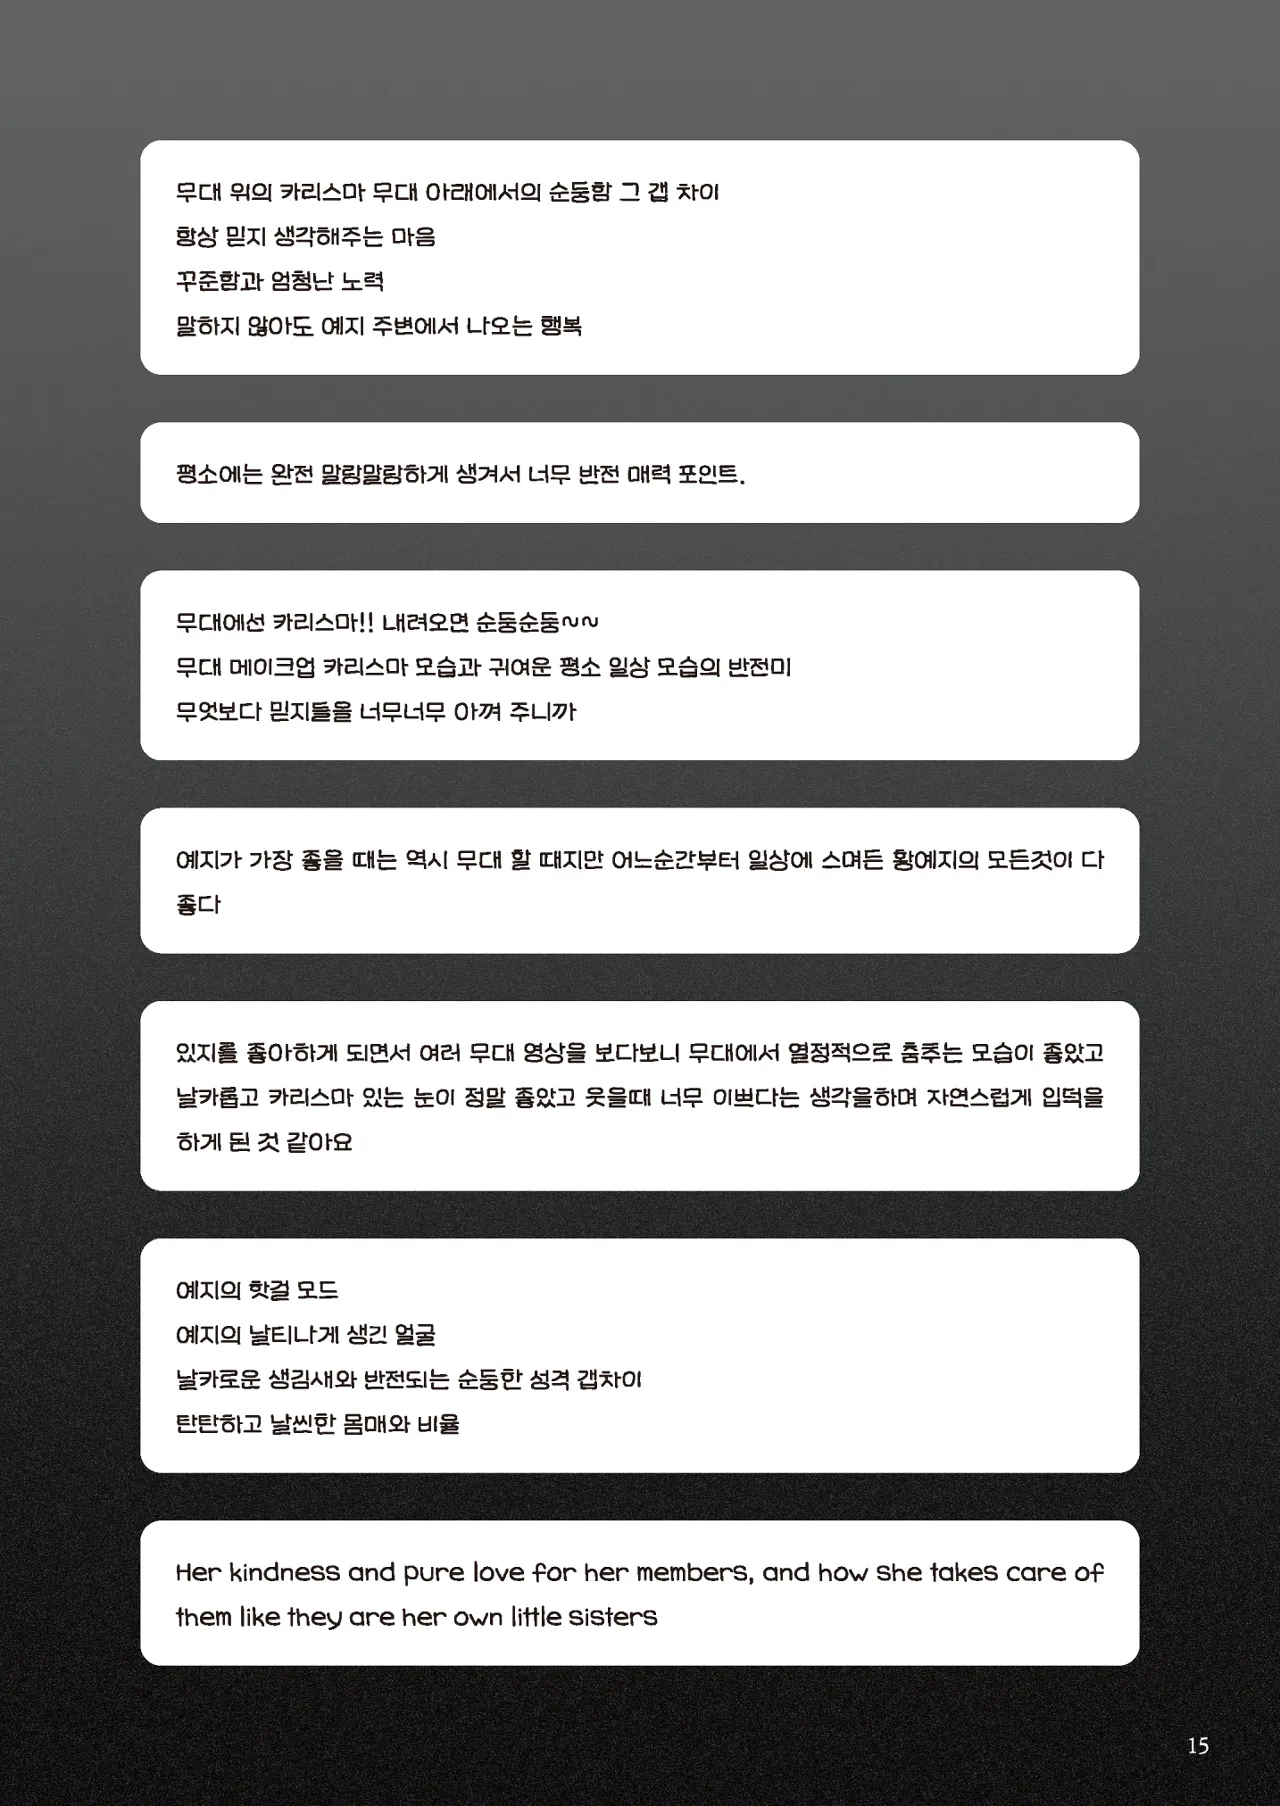 무대 위의 카리스마 무대 아래에서의 순둥함 그 갭 차이
항상 믿지 생각해주는 마음
꾸준함과 엄청난 노력
말하지 않아도 예지 주변에서 나오는 행복
평소에는 완전 말랑말랑하게 생겨서 너무 반전 매력 포인트.
무대에선 카리스마!! 내려오면 순둥순둥~~
무대 메이크업 카리스마 모습과 귀여운 평소 일상 모습의 반전미
무엇보다 믿지들을 너무너무 아껴 주니까
예지가 가장 좋을 때는 역시 무대 할 때지만 어느순간부터 일상에 스며든 황예지의 모든것이 다
좋다
있지를 좋아하게 되면서 여러 무대 영상을 보다보니 무대에서 열정적으로 춤추는 모습이 좋았고
날카롭고 카리스마 있는 눈이 정말 좋았고 웃을때 너무 이쁘다는 생각을하며 자연스럽게 입덕을
하게 된 것 같아요
예지의 핫걸 모드
예지의 날티나게 생긴 얼굴
날카로운 생김새와 반전되는 순둥한 성격 갭차이
탄탄하고 날씬한 몸매와 비율
Her kindness and pure love for her members, and how she takes care of
them like they are her own little sisters
15